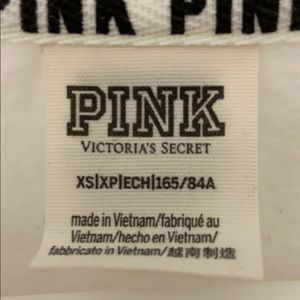 PINK PINK
PINK
VICTORIA'S SECRET
XS|XP|ECH|165/84A
made in Vietnam/fabriqué au
Vietnam/hecho en Vietnam/
fabbricato in Vietnam/越南制造